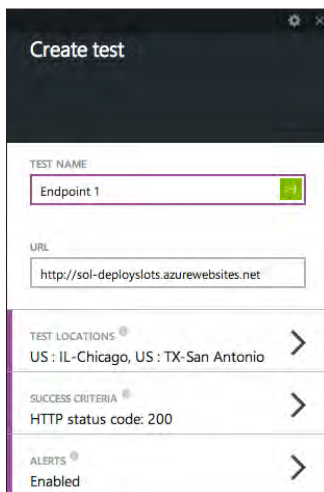 Create test
TEST NAME
Endpoint 1
URL
http://sol-deployslots.azurewebsites.net
TEST LOCATIONS
US : IL-Chicago, US : TX-San Antonio
SUCCESS CRITERIA
HTTP status code: 200
ALERTS
Enabled